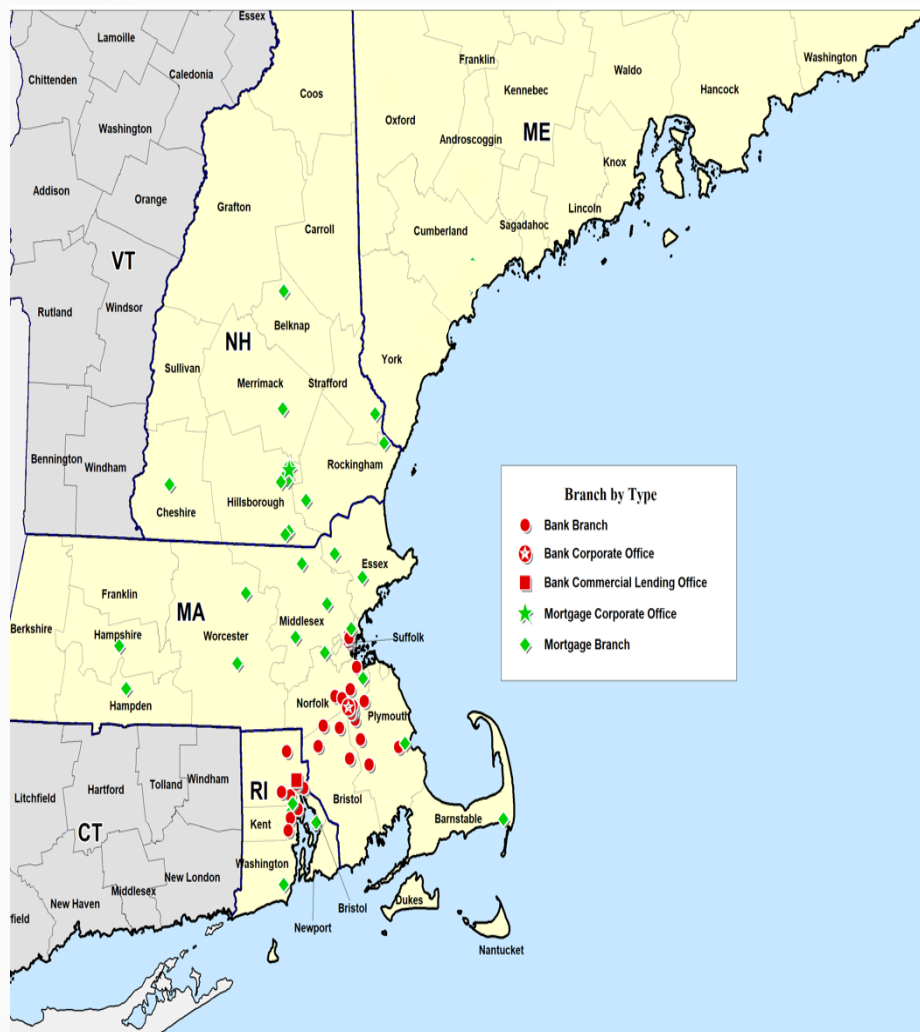 Essex
Lamoille
Chittenden
Caledonia
Washington
Addison
Orange
VT
Rutland
Windsor
Bennington
Windham
Coos
Grafton
Carroll
Belknap
NH
Sullivan
Merrimack
Strafford
Rockingham
Hillsborough
Cheshire
Franklin
Waldo
Washington
Kennebec
Hancock
Oxford
Androscoggin
ME
Knox
Lincoln
Sagadahoc
Cumberland
York
Branch by Type
Bank Branch
Bank Corporate Office
Bank Commercial Lending Office
Mortgage Corporate Office
Mortgage Branch
Essex
Franklin
MA
Middlesex
Berkshire
Hampshire
Worcester
Suffolk
Hampden
Norfolk
Plymouth
Bristol
Barnstable
Dukes
Nantucket
RI
Kent
Washington
Bristol
Newport
Hartford
Tolland
Windham
Litchfield
CT
New London
Middlesex
New Haven
field